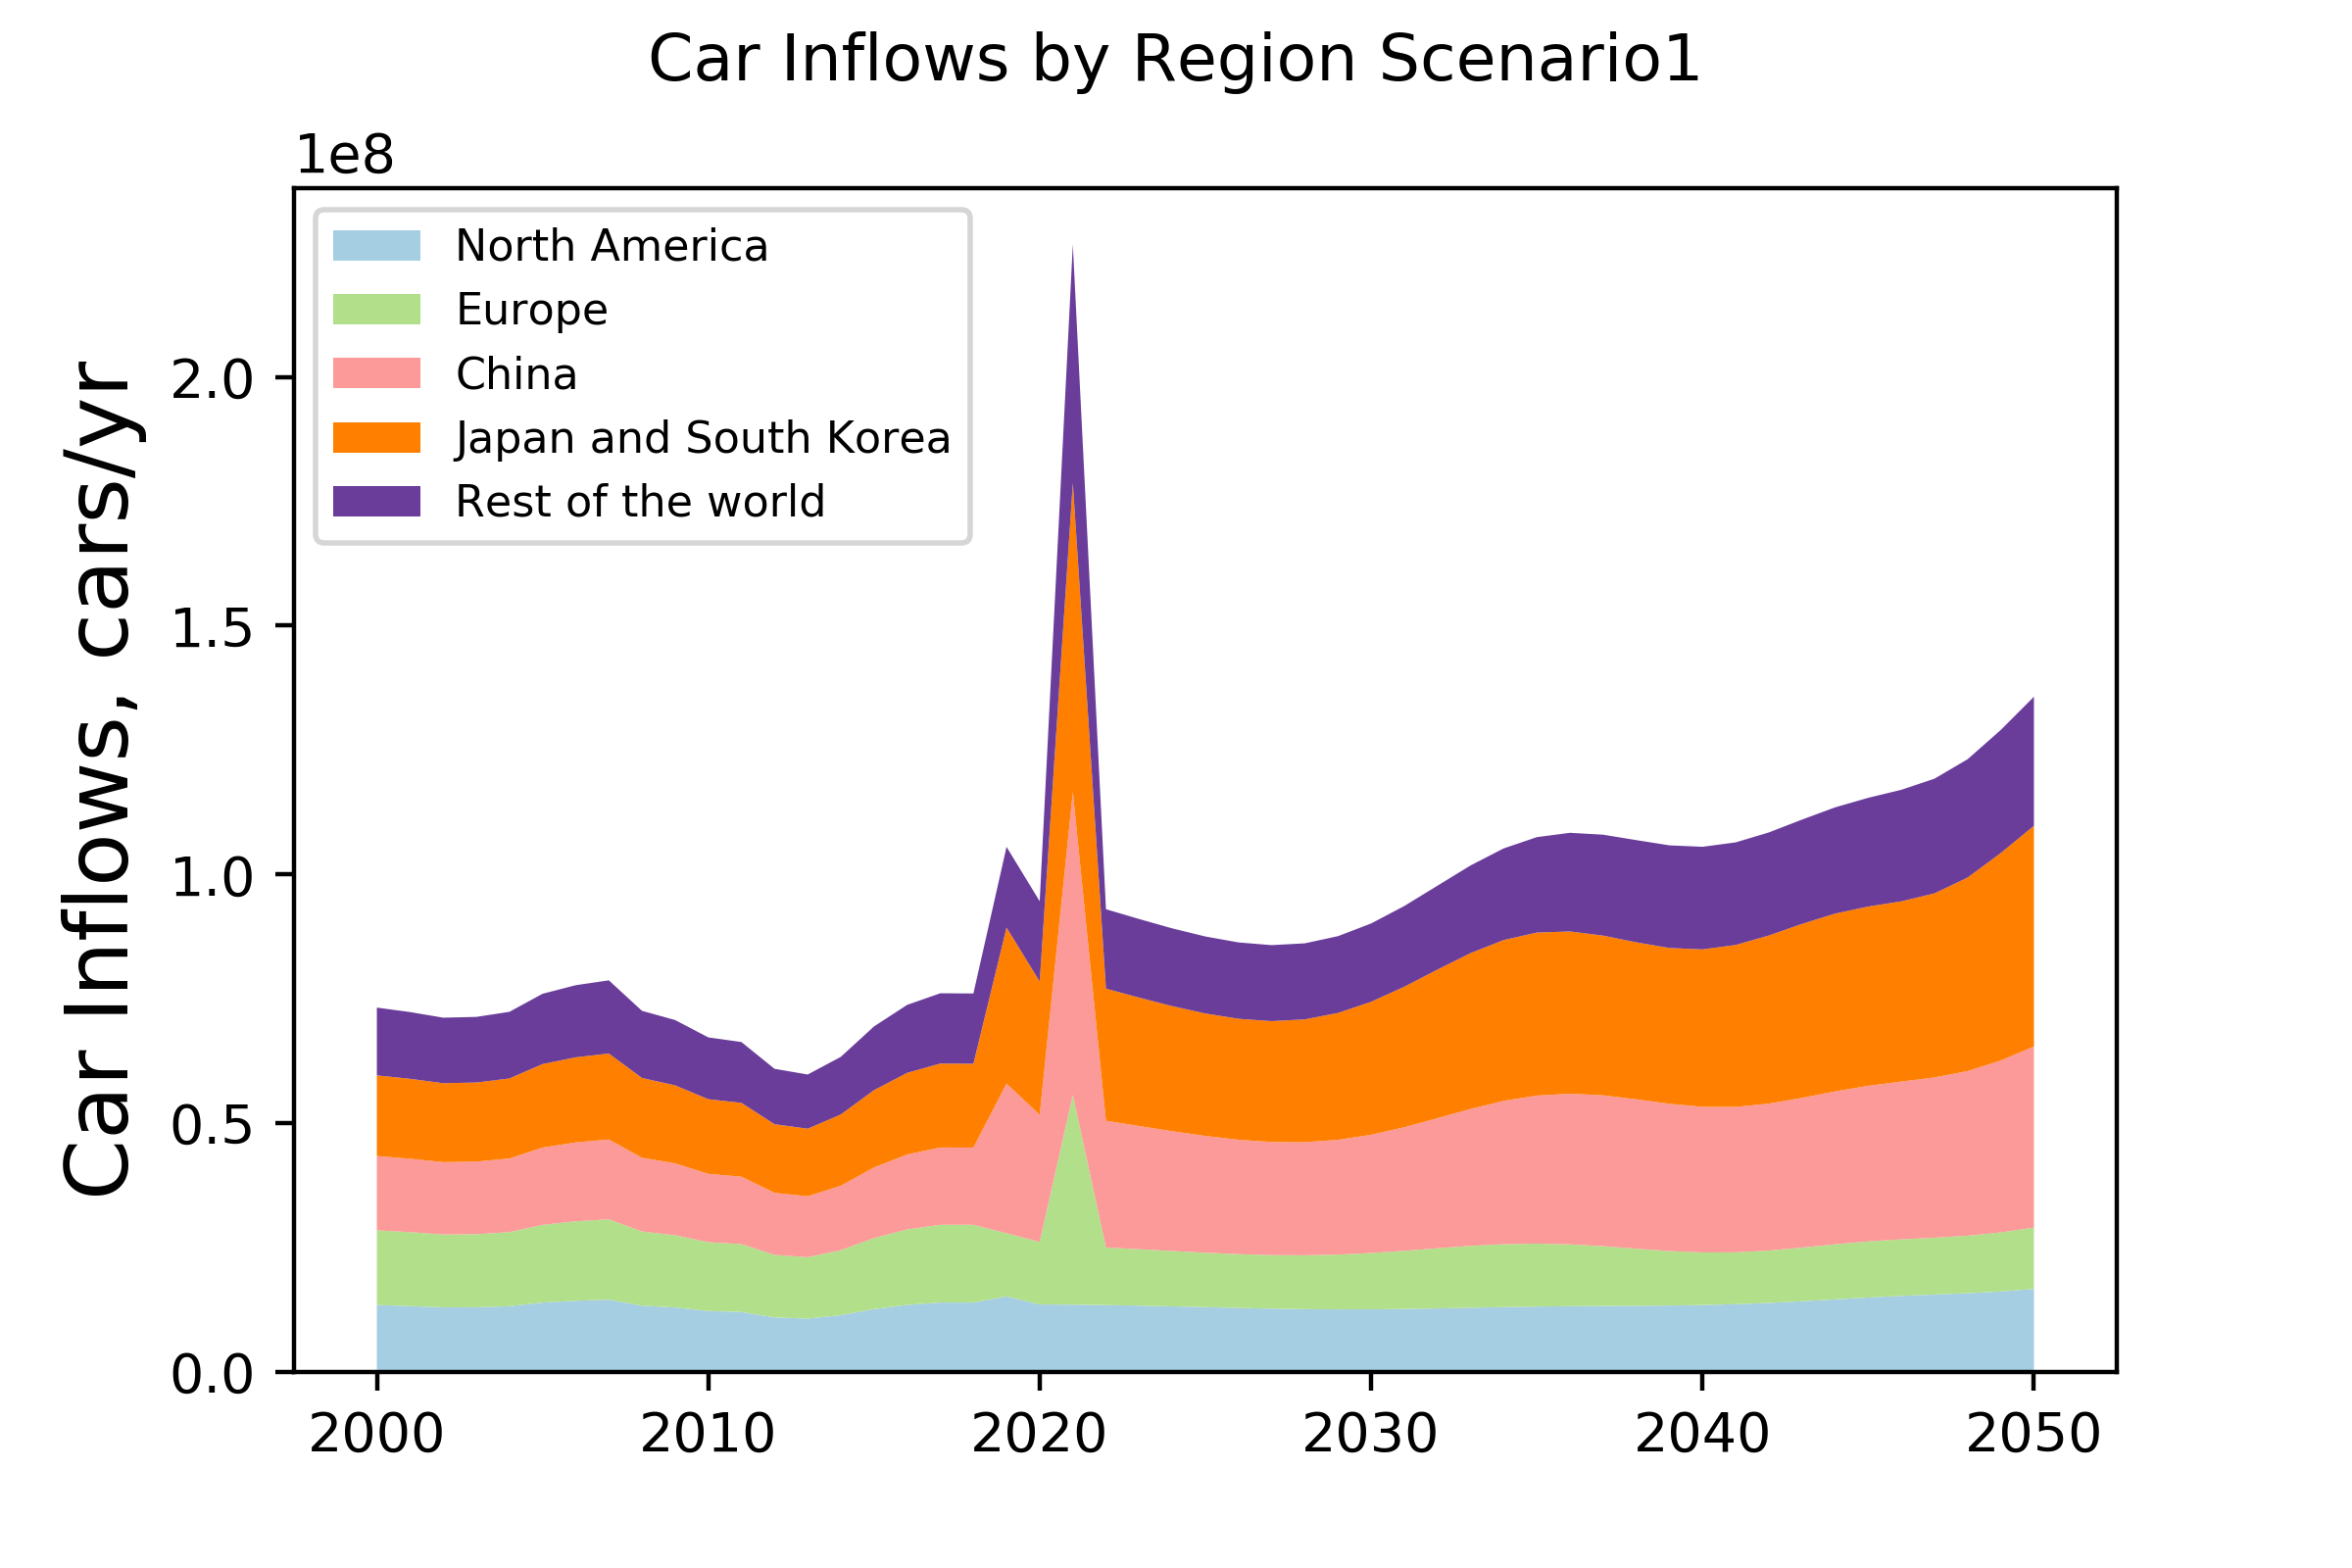 Car Inflows by Region Scenario1
1e8
North America
Europe
China
Japan and South Korea
Rest of the world
Car Inflows, cars/yr
2.0
1.5
1.0
0.5
0.0
2000 2010 2020 2030 2040 2050